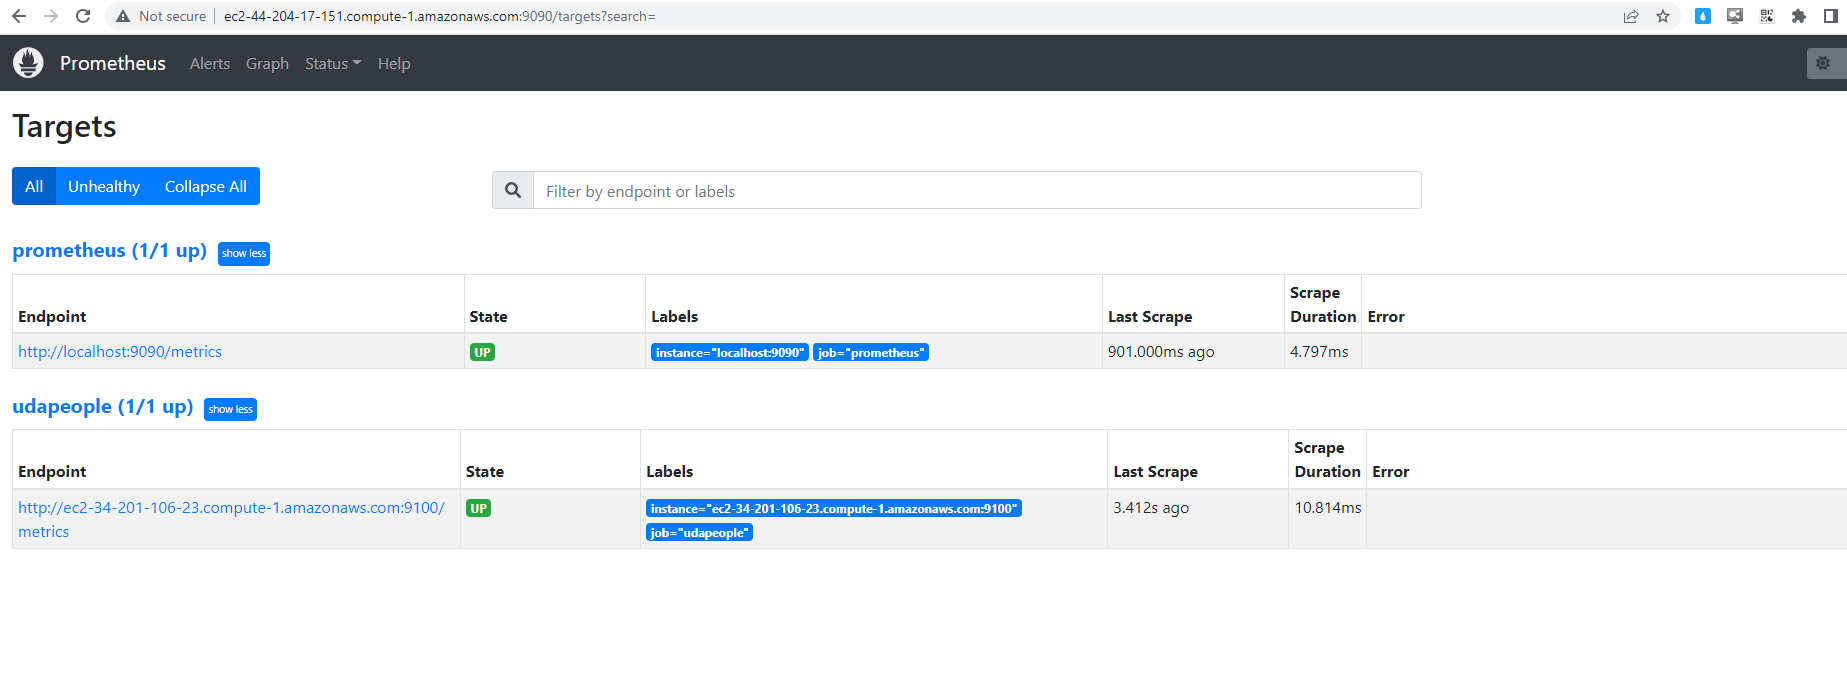 Not secure | ec2-44-204-17-151.compute-1.amazonaws.com:9090/targets?search=
Prometheus Alerts Graph Status Help
Targets
All Unhealthy Collapse All
Filter by endpoint or labels
prometheus (1/1 up) show less
Endpoint State Labels Last Scrape Scrape Duration Error
http://localhost:9090/metrics UP instance="localhost:9090" job="prometheus" 901.000ms ago 4.797ms
udapeople (1/1 up) show less
Endpoint State Labels Last Scrape Scrape Duration Error
http://ec2-34-201-106-23.compute-1.amazonaws.com:9100/ UP instance="ec2-34-201-106-23.compute-1.amazonaws.com:9100" 3.412s ago 10.814ms
metrics job="udapeople"